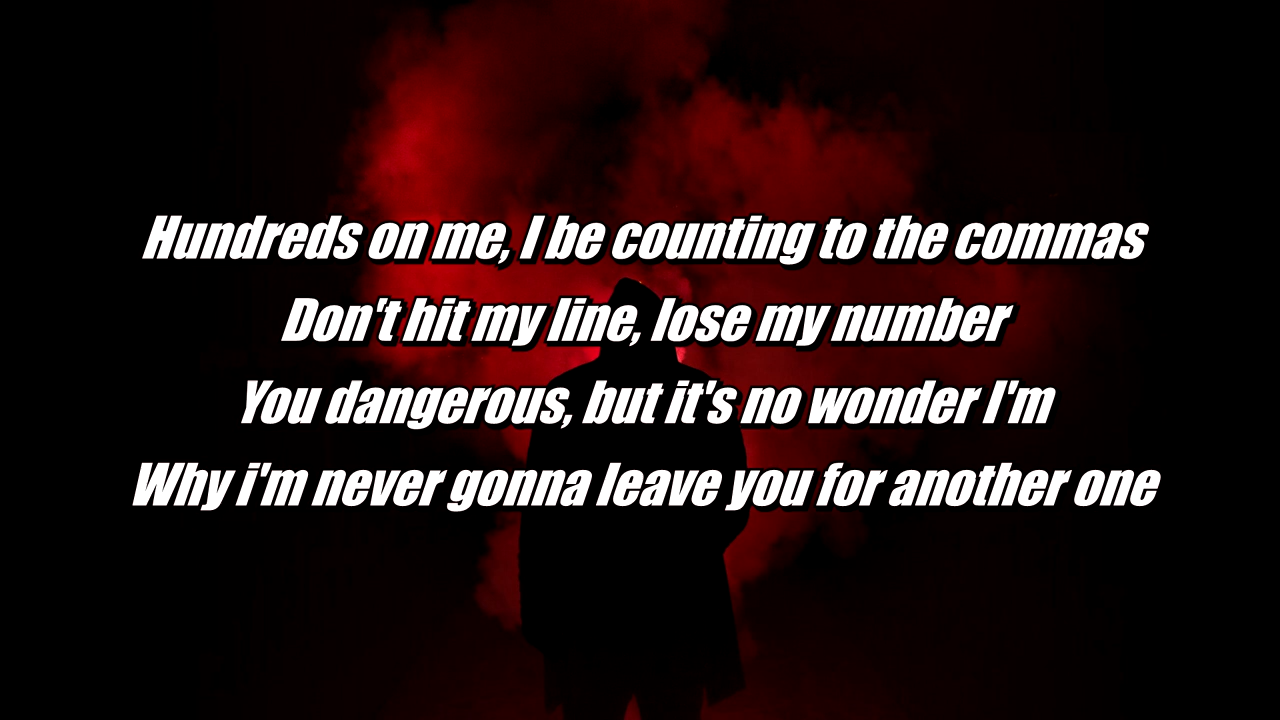 Hundreds on me, I be counting to the commas
Don't hit my line, lose my number
You dangerous, but it's no wonder I'm
Why i'm never gonna leave you for another one